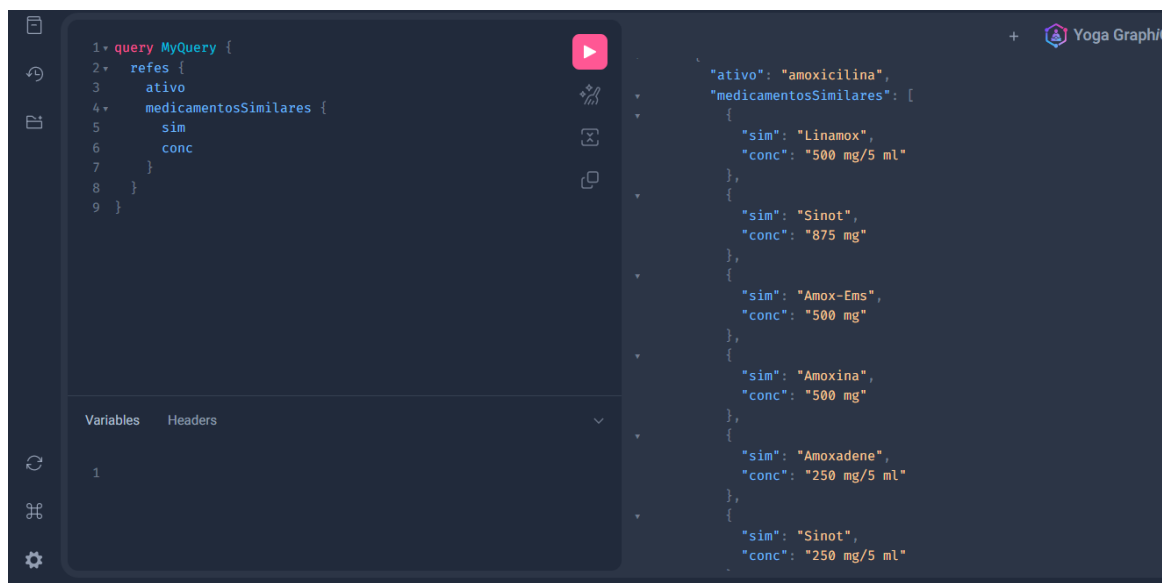 + Yoga GraphiQ
1 query MyQuery {
2 refes {
3 ativo
4 medicamentosSimilares {
5 sim
6 conc
7 }
8 }
9 }
Variables Headers
1
"ativo": "amoxicilina",
"medicamentosSimilares": [
{
"sim": "Linamox",
"conc": "500 mg/5 ml"
},
{
"sim": "Sinot",
"conc": "875 mg"
},
{
"sim": "Amox-Ems",
"conc": "500 mg"
},
{
"sim": "Amoxina",
"conc": "500 mg"
},
{
"sim": "Amoxadene",
"conc": "250 mg/5 ml"
},
{
"sim": "Sinot",
"conc": "250 mg/5 ml"